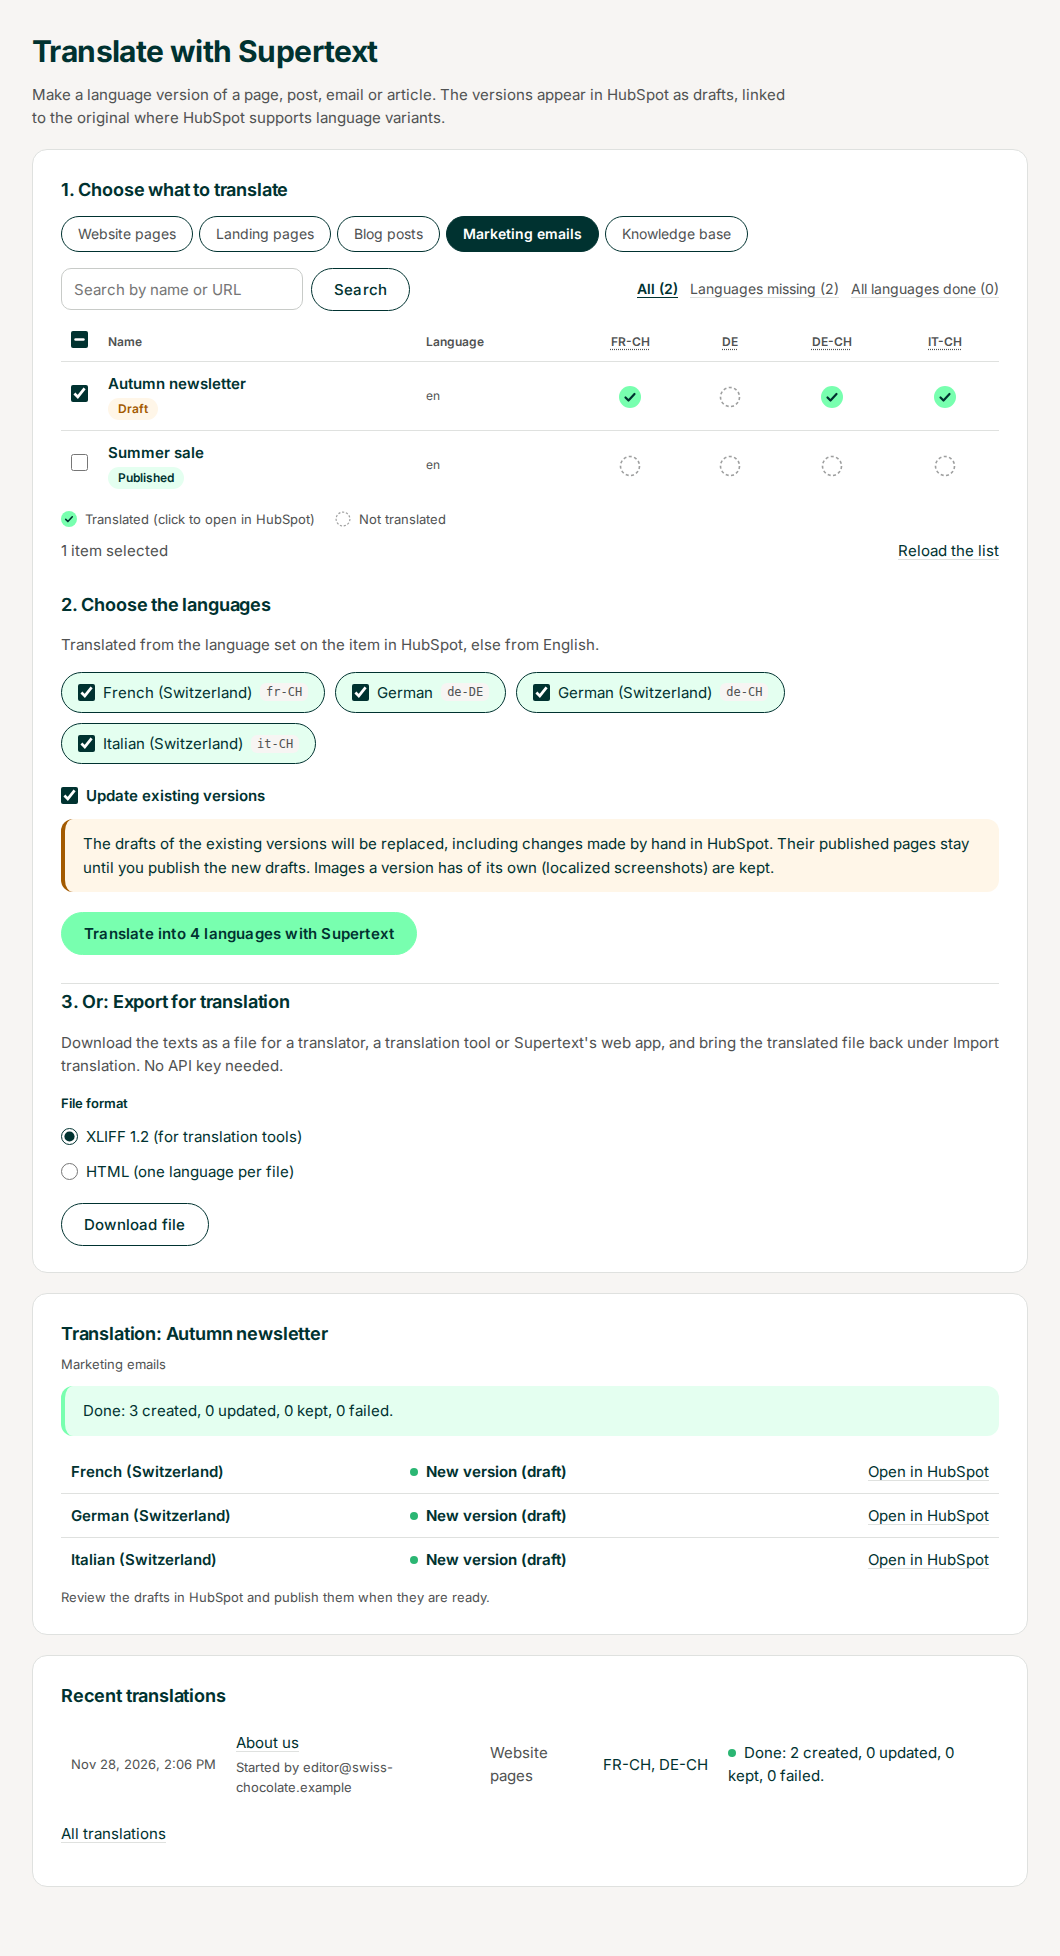 Translate with Supertext
Make a language version of a page, post, email or article. The versions appear in HubSpot as drafts, linked
to the original where HubSpot supports language variants.
1. Choose what to translate
Website pages
Landing pages
Blog posts
Marketing emails
Knowledge base
Search by name or URL
Search
All (2)
Languages missing (2)
All languages done (0)
Name
Language
FR-CH
DE
DE-CH
IT-CH
Autumn newsletter
Draft
en
Summer sale
Published
en
Translated (click to open in HubSpot)
Not translated
1 item selected
Reload the list
2. Choose the languages
Translated from the language set on the item in HubSpot, else from English.
French (Switzerland) fr-CH
German de-DE
German (Switzerland) de-CH
Italian (Switzerland) it-CH
Update existing versions
The drafts of the existing versions will be replaced, including changes made by hand in HubSpot. Their published pages stay
until you publish the new drafts. Images a version has of its own (localized screenshots) are kept.
Translate into 4 languages with Supertext
3. Or: Export for translation
Download the texts as a file for a translator, a translation tool or Supertext's web app, and bring the translated file back under Import
translation. No API key needed.
File format
XLIFF 1.2 (for translation tools)
HTML (one language per file)
Download file
Translation: Autumn newsletter
Marketing emails
Done: 3 created, 0 updated, 0 kept, 0 failed.
French (Switzerland)
New version (draft)
Open in HubSpot
German (Switzerland)
New version (draft)
Open in HubSpot
Italian (Switzerland)
New version (draft)
Open in HubSpot
Review the drafts in HubSpot and publish them when they are ready.
Recent translations
Nov 28, 2026, 2:06 PM
About us
Started by editor@swiss-
chocolate.example
Website
pages
FR-CH, DE-CH
Done: 2 created, 0 updated, 0
kept, 0 failed.
All translations